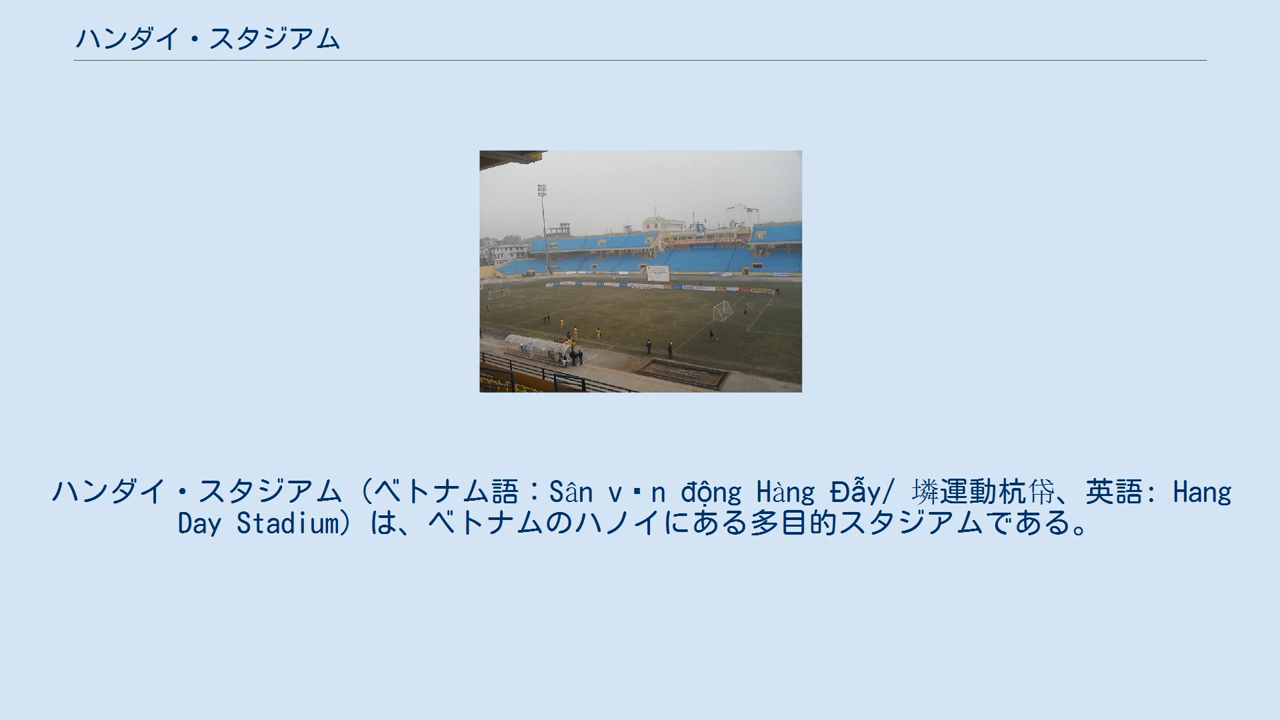 ハンダイ・スタジアム
ハンダイ・スタジアム（ベトナム語：Sân v▪n động Hàng Đẫy/ 塨運動杭帒、英語: Hang
Day Stadium）は、ベトナムのハノイにある多目的スタジアムである。